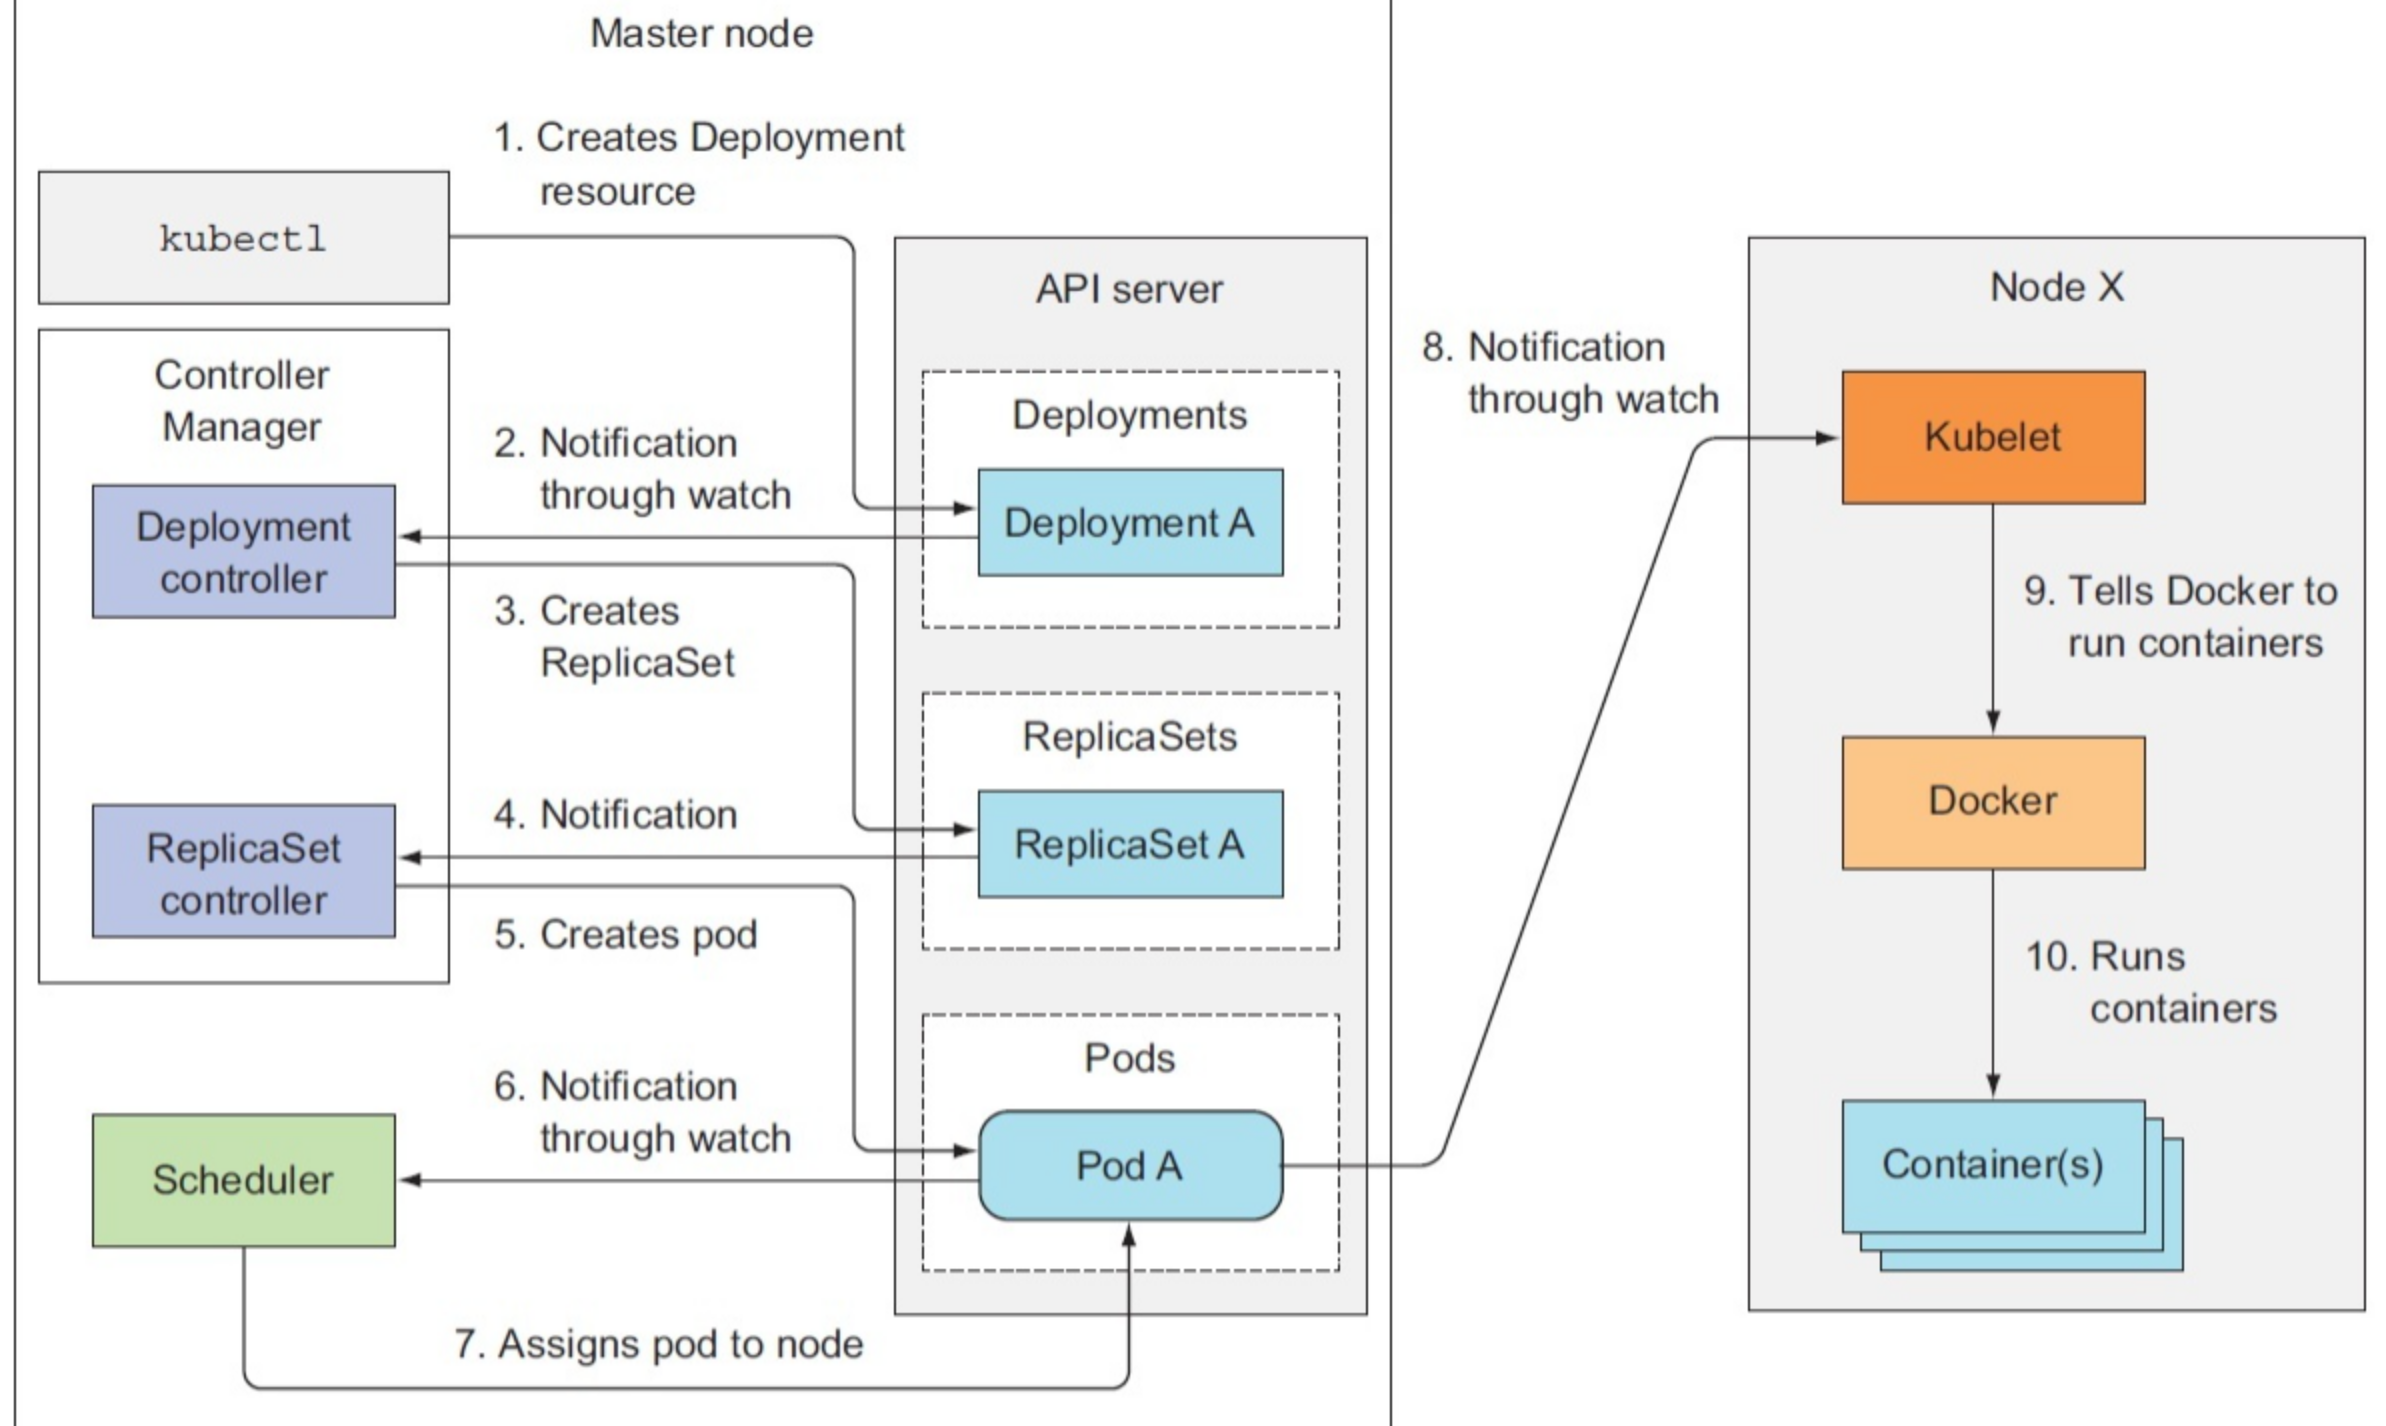 Master node
1. Creates Deployment
resource
kubectl
API server
Node X
Controller
Manager
8. Notification
through watch
Deployments
Kubelet
2. Notification
through watch
Deployment
controller
Deployment A
3. Creates
ReplicaSet
9. Tells Docker to
run containers
ReplicaSets
Docker
4. Notification
ReplicaSet
controller
ReplicaSet A
5. Creates pod
10. Runs
containers
Pods
6. Notification
through watch
Scheduler
Pod A
Container(s)
7. Assigns pod to node